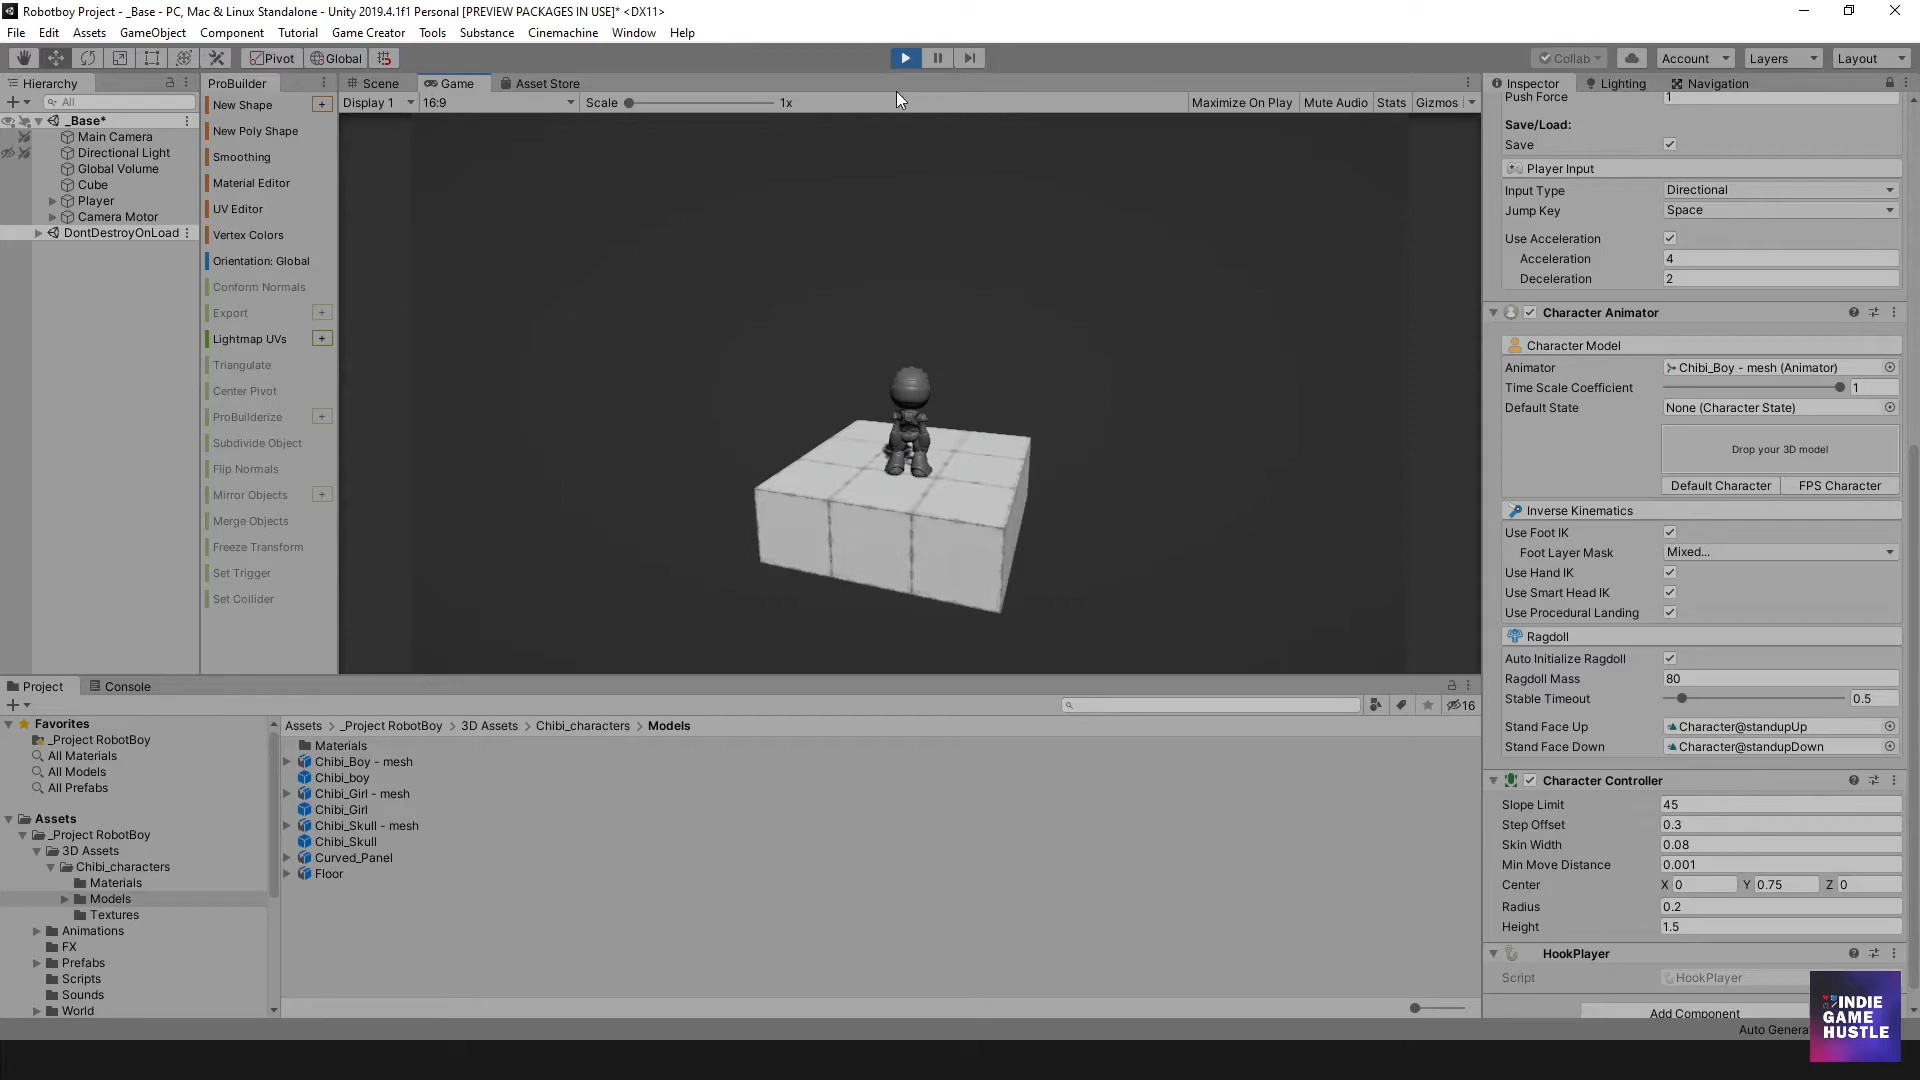 Robotboy Project - _Base - PC, Mac & Linux Standalone - Unity 2019.4.1f1 Personal [PREVIEW PACKAGES IN USE]* <DX11>
File Edit Assets GameObject Component Tutorial Game Creator Tools Substance Cinemachine Window Help
Pivot Global Collab Account Layers Layout
Hierarchy
All
_Base*
Main Camera
Directional Light
Global Volume
Cube
Player
Camera Motor
DontDestroyOnLoad
ProBuilder
New Shape +
New Poly Shape
Smoothing
Material Editor
UV Editor
Vertex Colors
Orientation: Global
Conform Normals
Export +
Lightmap UVs +
Triangulate
Center Pivot
ProBuilderize +
Subdivide Object
Flip Normals
Mirror Objects +
Merge Objects
Freeze Transform
Set Trigger
Set Collider
Scene Game Asset Store
Display 1 16:9 Scale 1x Maximize On Play Mute Audio Stats Gizmos
Inspector Lighting Navigation
Push Force 1
Save/Load:
Save
Player Input
Input Type Directional
Jump Key Space
Use Acceleration
Acceleration 4
Deceleration 2
Character Animator
Character Model
Animator Chibi_Boy - mesh (Animator)
Time Scale Coefficient 1
Default State None (Character State)
Drop your 3D model
Default Character FPS Character
Inverse Kinematics
Use Foot IK
Foot Layer Mask Mixed...
Use Hand IK
Use Smart Head IK
Use Procedural Landing
Ragdoll
Auto Initialize Ragdoll
Ragdoll Mass 80
Stable Timeout 0.5
Stand Face Up Character@standupUp
Stand Face Down Character@standupDown
Character Controller
Slope Limit 45
Step Offset 0.3
Skin Width 0.08
Min Move Distance 0.001
Center X 0 Y 0.75 Z 0
Radius 0.2
Height 1.5
HookPlayer
Script HookPlayer
Add Component
Auto Genera
INDIE
GAME
HUSTLE
Project Console
16
Favorites
_Project RobotBoy
All Materials
All Models
All Prefabs
Assets
_Project RobotBoy
3D Assets
Chibi_characters
Materials
Models
Textures
Animations
FX
Prefabs
Scripts
Sounds
World
Assets > _Project RobotBoy > 3D Assets > Chibi_characters > Models
Materials
Chibi_Boy - mesh
Chibi_boy
Chibi_Girl - mesh
Chibi_Girl
Chibi_Skull - mesh
Chibi_Skull
Curved_Panel
Floor